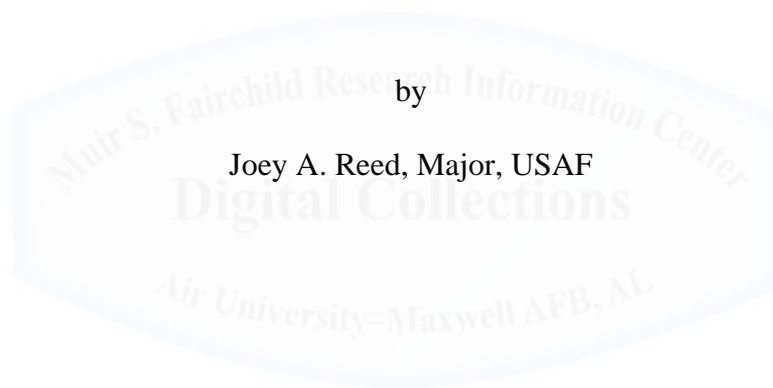 by
Muir S. Fairchild Research Information Center
Joey A. Reed, Major, USAF
Digital Collections
Air University–Maxwell AFB, AL